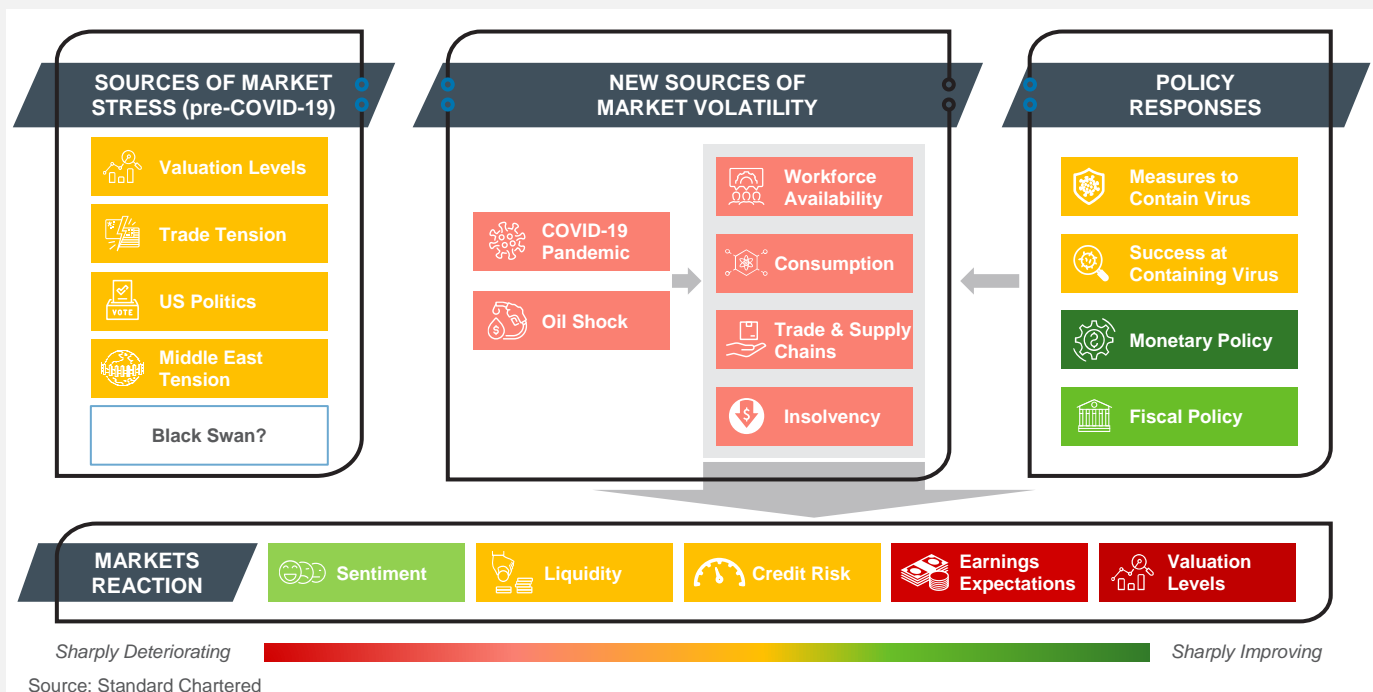 SOURCES OF MARKET
STRESS (pre-COVID-19)
Valuation Levels
Trade Tension
VOTE
US Politics
Middle East
Tension
Black Swan?
NEW SOURCES OF
MARKET VOLATILITY
COVID-19
Pandemic
$
Oil Shock
Workforce
Availability
Consumption
Trade & Supply
Chains
$
Insolvency
POLICY
RESPONSES
Measures to
Contain Virus
Success at
Containing Virus
Monetary Policy
Fiscal Policy
MARKETS
REACTION
Sentiment
Liquidity
Credit Risk
Earnings
Expectations
Valuation
Levels
Sharply Deteriorating
Sharply Improving
Source: Standard Chartered